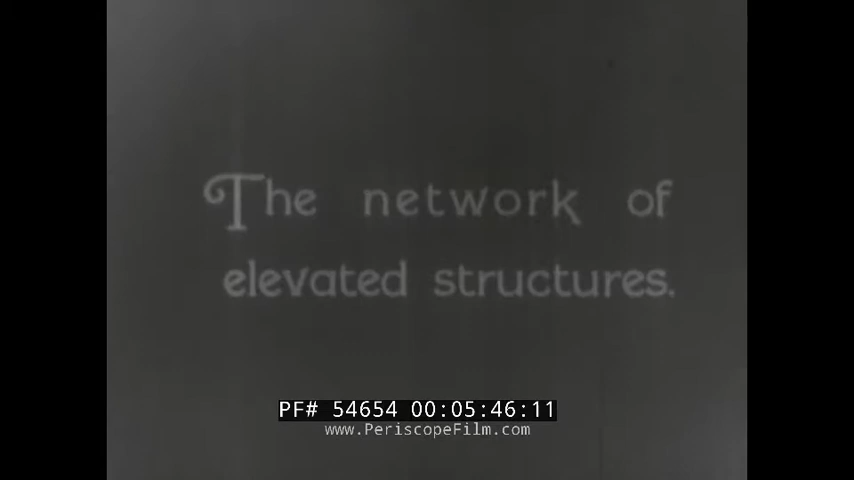 The network of
elevated structures.
PF# 54654 00:05:46:11
www.PeriscopeFilm.com